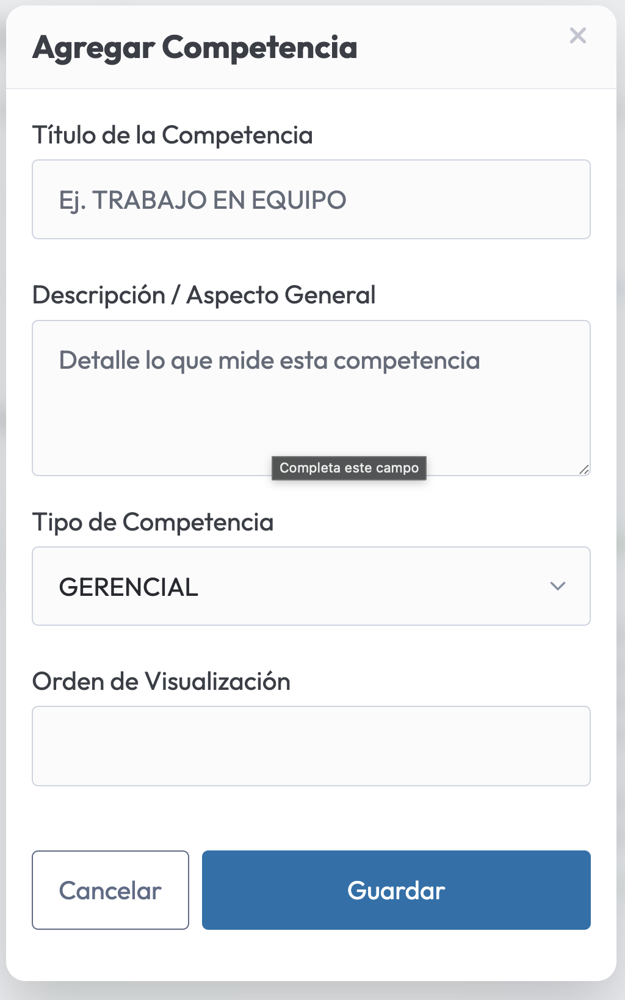 Agregar Competencia
Título de la Competencia
Ej. TRABAJO EN EQUIPO
Descripción / Aspecto General
Detalle lo que mide esta competencia
Completa este campo
Tipo de Competencia
GERENCIAL
Orden de Visualización
Cancelar
Guardar